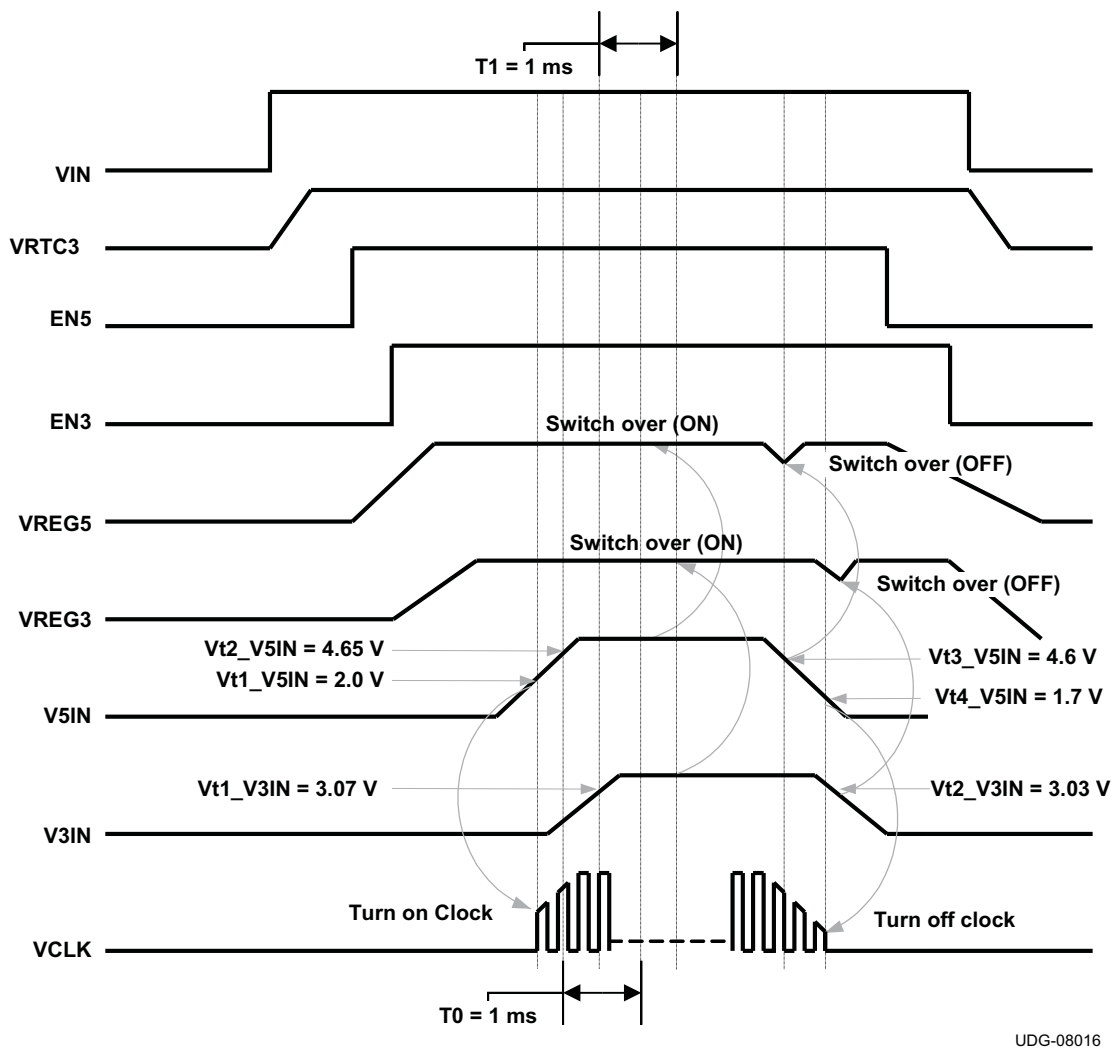 T1 = 1 ms
VIN
VRTC3
EN5
EN3
Switch over (ON)
Switch over (OFF)
VREG5
Switch over (ON)
Switch over (OFF)
VREG3
Vt2_V5IN = 4.65 V
Vt3_V5IN = 4.6 V
Vt1_V5IN = 2.0 V
Vt4_V5IN = 1.7 V
V5IN
Vt1_V3IN = 3.07 V
Vt2_V3IN = 3.03 V
V3IN
Turn on Clock
Turn off clock
VCLK
T0 = 1 ms
UDG-08016